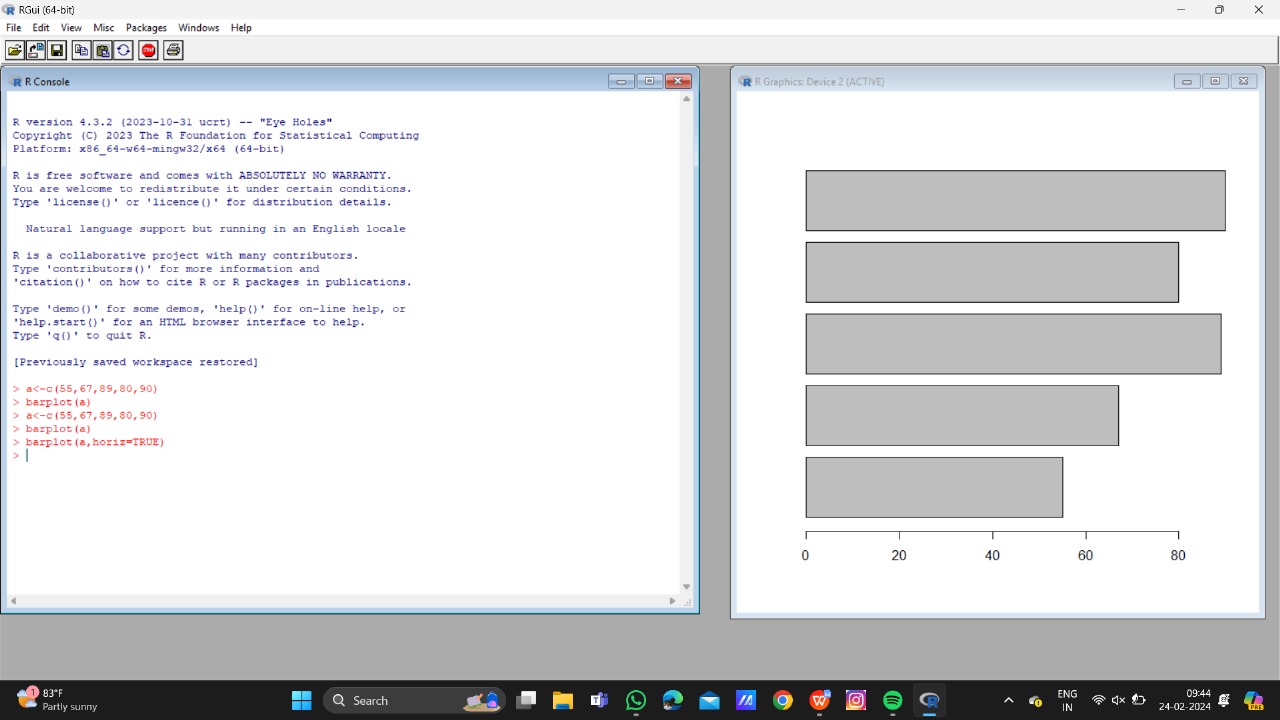 RGui (64-bit)
File Edit View Misc Packages Windows Help
R Console
R version 4.3.2 (2023-10-31 ucrt) -- "Eye Holes"
Copyright (C) 2023 The R Foundation for Statistical Computing
Platform: x86_64-w64-mingw32/x64 (64-bit)
R is free software and comes with ABSOLUTELY NO WARRANTY.
You are welcome to redistribute it under certain conditions.
Type 'license()' or 'licence()' for distribution details.
Natural language support but running in an English locale
R is a collaborative project with many contributors.
Type 'contributors()' for more information and
'citation()' on how to cite R or R packages in publications.
Type 'demo()' for some demos, 'help()' for on-line help, or
'help.start()' for an HTML browser interface to help.
Type 'q()' to quit R.
[Previously saved workspace restored]
> a<-c(55,67,89,80,90)
> barplot(a)
> a<-c(55,67,89,80,90)
> barplot(a)
> barplot(a,horiz=TRUE)
>
R Graphics: Device 2 (ACTIVE)
0 20 40 60 80
1
83°F
Partly sunny
Search
ENG
IN
09:44
24-02-2024